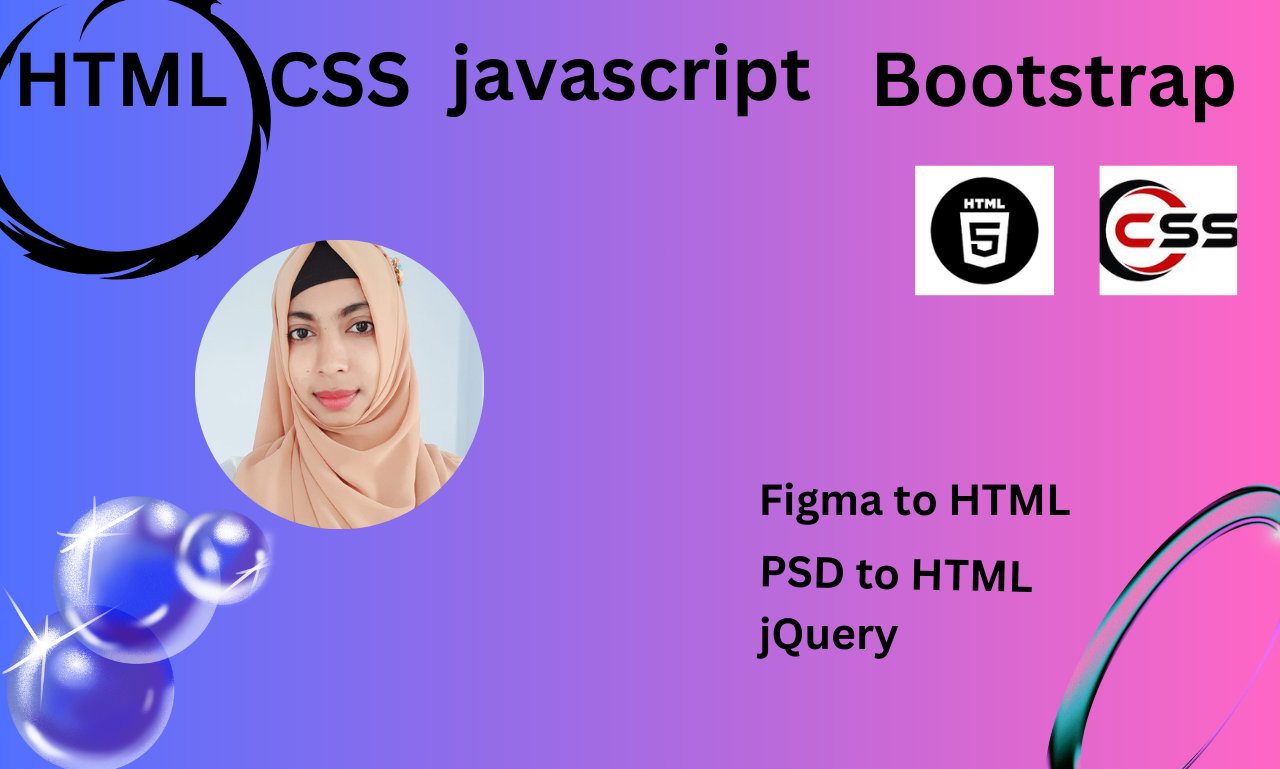 HTML CSS javascript Bootstrap
HTML
5
CSS
Figma to HTML
PSD to HTML
jQuery